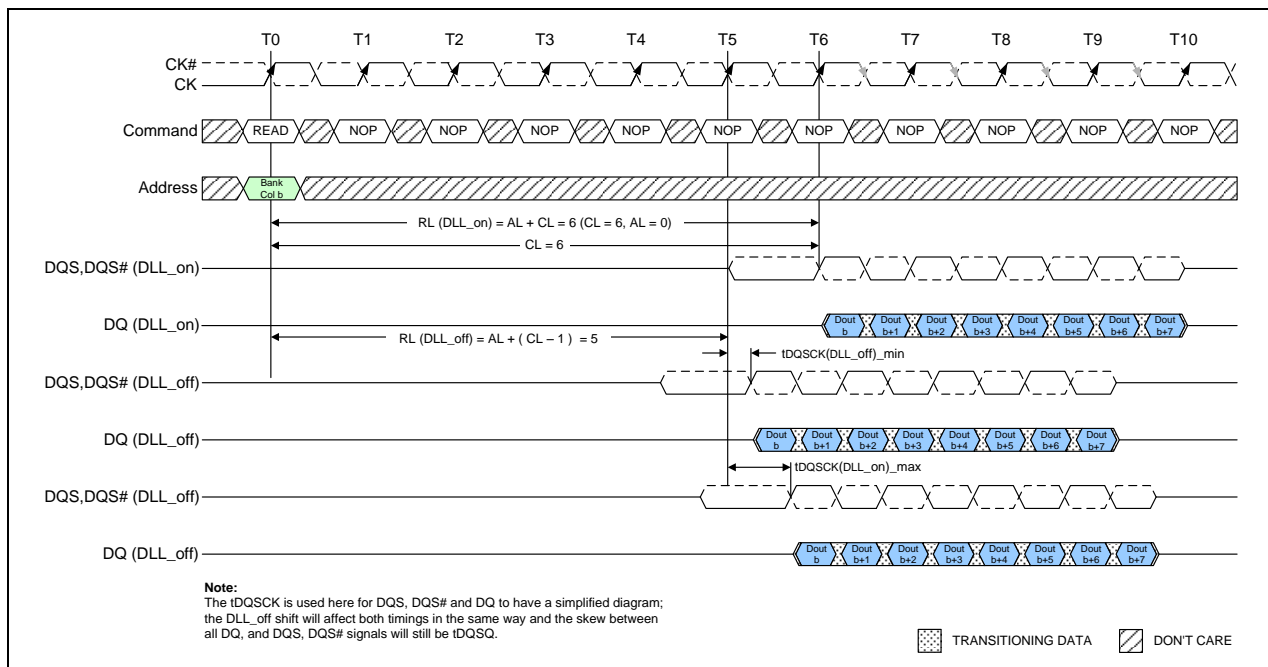 T0 T1 T2 T3 T4 T5 T6 T7 T8 T9 T10
CK#
CK
Command READ NOP NOP NOP NOP NOP NOP NOP NOP NOP NOP
Address Bank
Col b
RL (DLL_on) = AL + CL = 6 (CL = 6, AL = 0)
CL = 6
DQS,DQS# (DLL_on)
DQ (DLL_on) Dout Dout Dout Dout Dout Dout Dout Dout
b b+1 b+2 b+3 b+4 b+5 b+6 b+7
RL (DLL_off) = AL + ( CL – 1 ) = 5
tDQSCK(DLL_off)_min
DQS,DQS# (DLL_off)
DQ (DLL_off) Dout Dout Dout Dout Dout Dout Dout Dout
b b+1 b+2 b+3 b+4 b+5 b+6 b+7
tDQSCK(DLL_on)_max
DQS,DQS# (DLL_off)
DQ (DLL_off) Dout Dout Dout Dout Dout Dout Dout Dout
b b+1 b+2 b+3 b+4 b+5 b+6 b+7
Note:
The tDQSCK is used here for DQS, DQS# and DQ to have a simplified diagram;
the DLL_off shift will affect both timings in the same way and the skew between
all DQ, and DQS, DQS# signals will still be tDQSQ.
TRANSITIONING DATA DON'T CARE